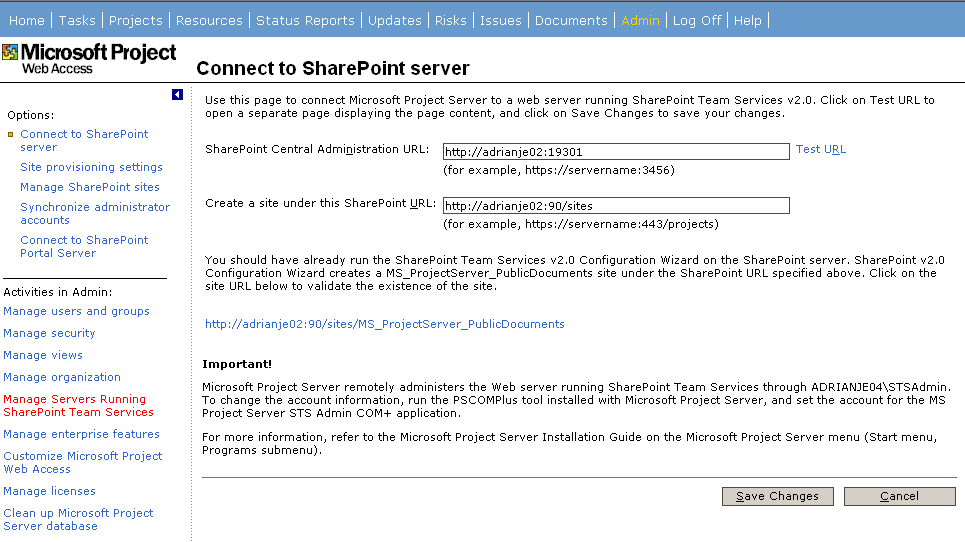 Home | Tasks | Projects | Resources | Status Reports | Updates | Risks | Issues | Documents | Admin | Log Off | Help |
Microsoft Project
Web Access
Connect to SharePoint server
Options:
Connect to SharePoint
server
Site provisioning settings
Manage SharePoint sites
Synchronize administrator
accounts
Connect to SharePoint
Portal Server
Activities in Admin:
Manage users and groups
Manage security
Manage views
Manage organization
Manage Servers Running
SharePoint Team Services
Manage enterprise features
Customize Microsoft Project
Web Access
Manage licenses
Clean up Microsoft Project
Server database
Use this page to connect Microsoft Project Server to a web server running SharePoint Team Services v2.0. Click on Test URL to
open a separate page displaying the page content, and click on Save Changes to save your changes.
SharePoint Central Administration URL: http://adrianje02:19301 Test URL
(for example, https://servername:3456)
Create a site under this SharePoint URL: http://adrianje02:90/sites
(for example, https://servername:443/projects)
You should have already run the SharePoint Team Services v2.0 Configuration Wizard on the SharePoint server. SharePoint v2.0
Configuration Wizard creates a MS_ProjectServer_PublicDocuments site under the SharePoint URL specified above. Click on the
site URL below to validate the existence of the site.
http://adrianje02:90/sites/MS_ProjectServer_PublicDocuments
Important!
Microsoft Project Server remotely administers the Web server running SharePoint Team Services through ADRIANJE04\STSAdmin.
To change the account information, run the PSCOMPlus tool installed with Microsoft Project Server, and set the account for the MS
Project Server STS Admin COM+ application.
For more information, refer to the Microsoft Project Server Installation Guide on the Microsoft Project Server menu (Start menu,
Programs submenu).
Save Changes Cancel